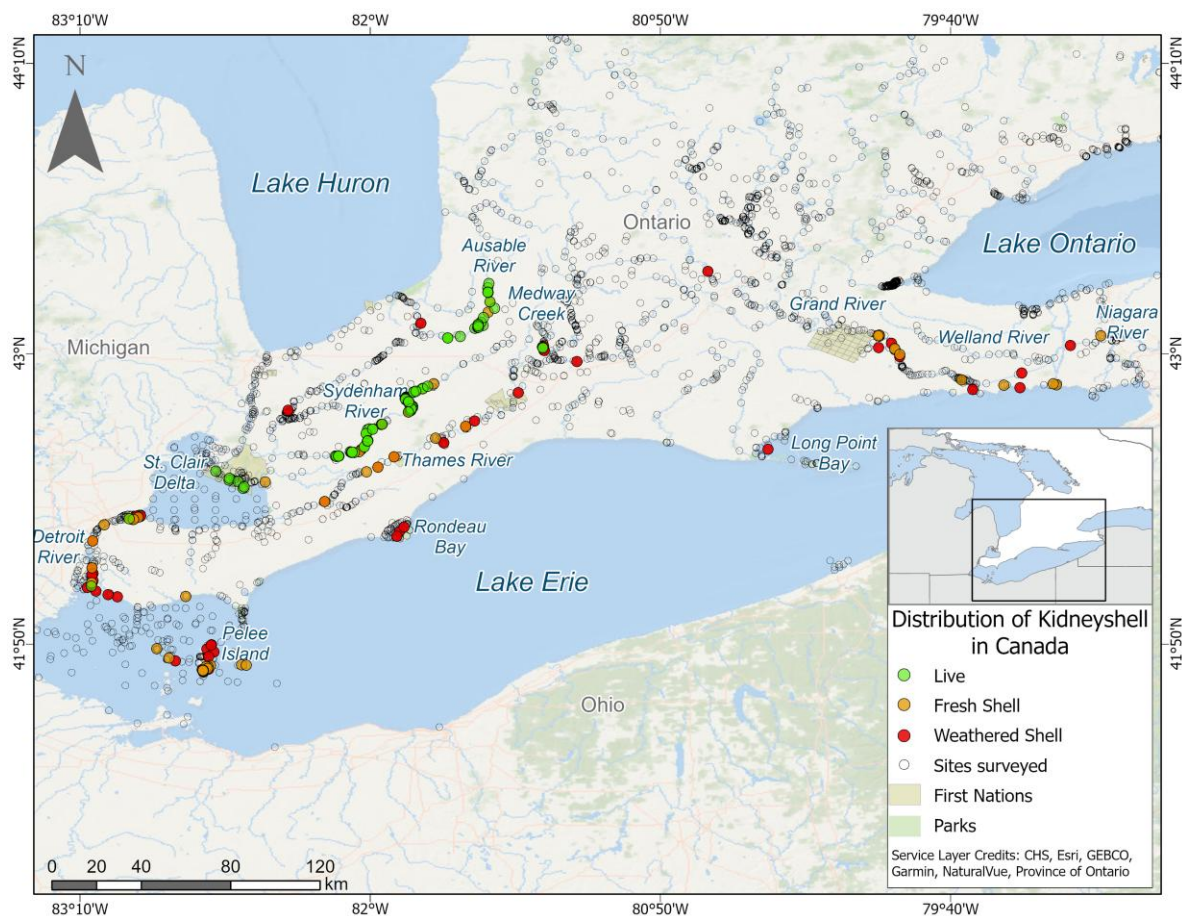 83°10'W
82°W
80°50'W
79°40'W
44°10'N
44°10'N
N
Lake Huron
Ontario
Lake Ontario
Ausable
River
Medway
Creek
Grand River
Niagara
River
Welland River
Michigan
43°N
43°N
Sydenham
River
St. Clair
Delta
Thames River
Long Point
Bay
Detroit
River
Rondeau
Bay
Lake Erie
Pelee
Island
41°50'N
41°50'N
Ohio
Distribution of Kidneyshell
in Canada
Live
Fresh Shell
Weathered Shell
Sites surveyed
First Nations
Parks
Service Layer Credits: CHS, Esri, GEBCO,
Garmin, NaturalVue, Province of Ontario
0 20 40 80 120
km
83°10'W
82°W
80°50'W
79°40'W